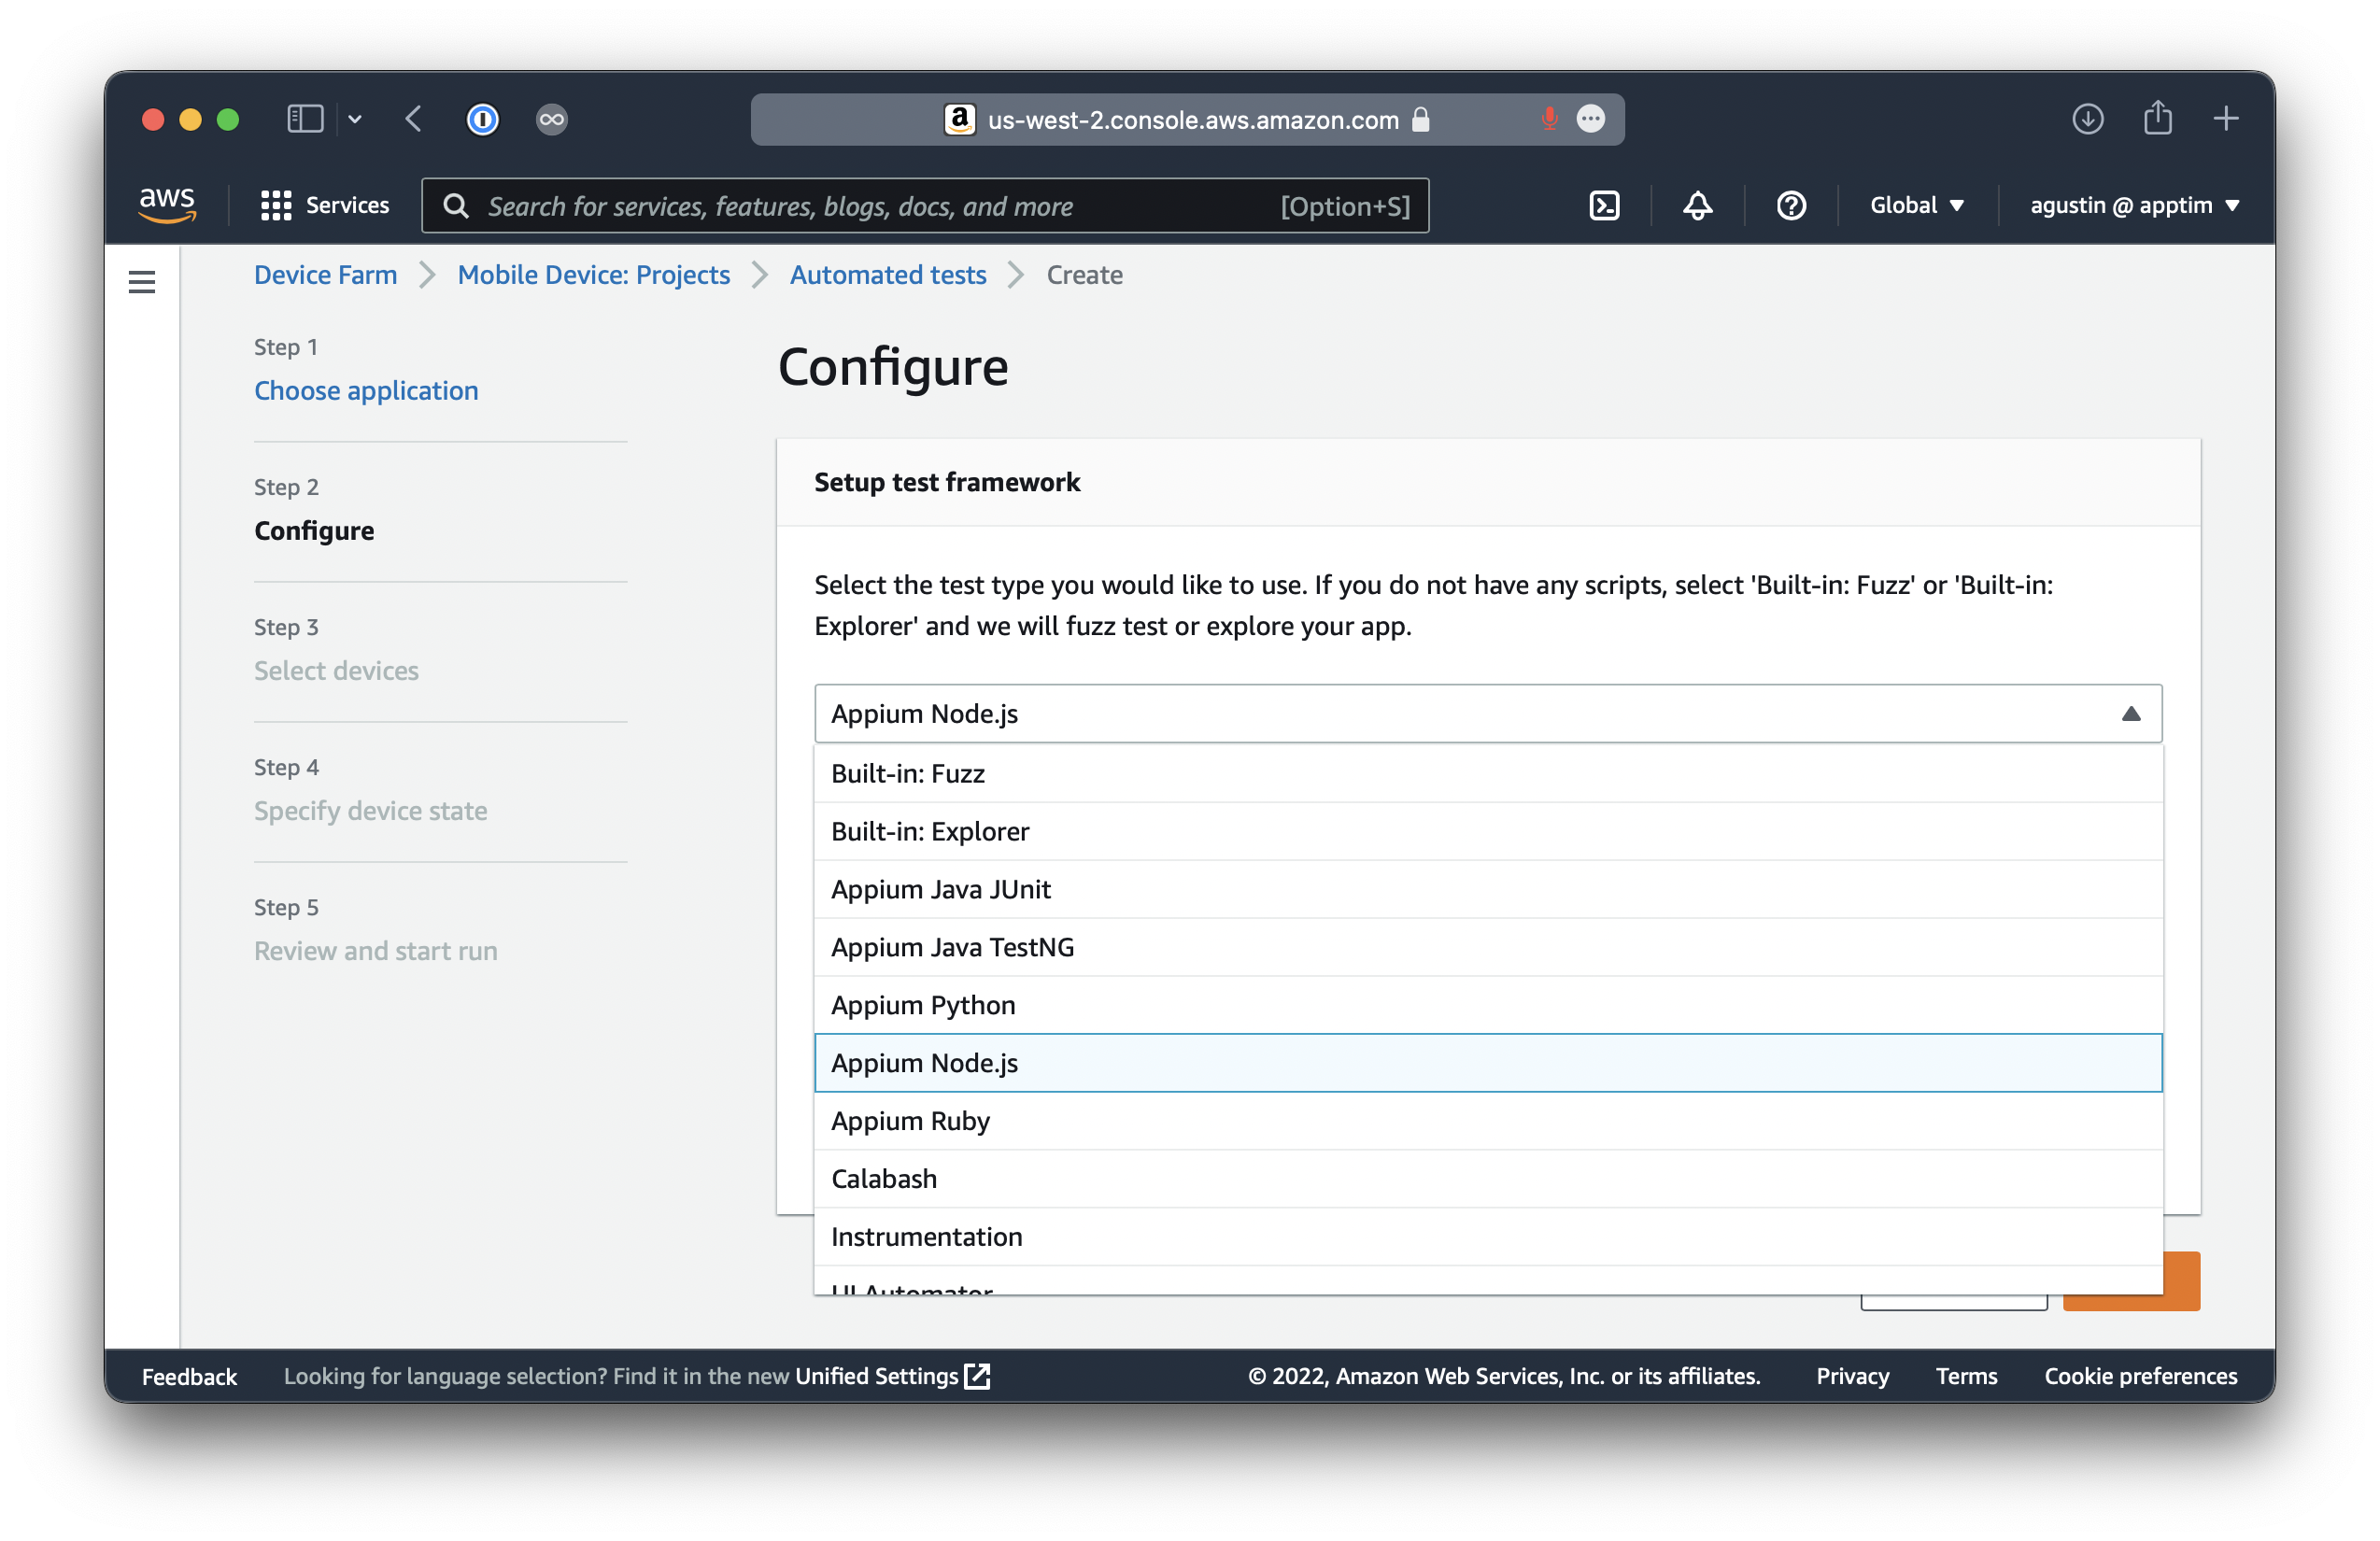 us-west-2.console.aws.amazon.com
aws
Services
Search for services, features, blogs, docs, and more
[Option+S]
Global
agustin @ apptim
Device Farm
Mobile Device: Projects
Automated tests
Create
Step 1
Choose application
Step 2
Configure
Step 3
Select devices
Step 4
Specify device state
Step 5
Review and start run
Configure
Setup test framework
Select the test type you would like to use. If you do not have any scripts, select 'Built-in: Fuzz' or 'Built-in:
Explorer' and we will fuzz test or explore your app.
Appium Node.js
Built-in: Fuzz
Built-in: Explorer
Appium Java JUnit
Appium Java TestNG
Appium Python
Appium Node.js
Appium Ruby
Calabash
Instrumentation
UI Automator
Feedback
Looking for language selection? Find it in the new Unified Settings
© 2022, Amazon Web Services, Inc. or its affiliates.
Privacy
Terms
Cookie preferences